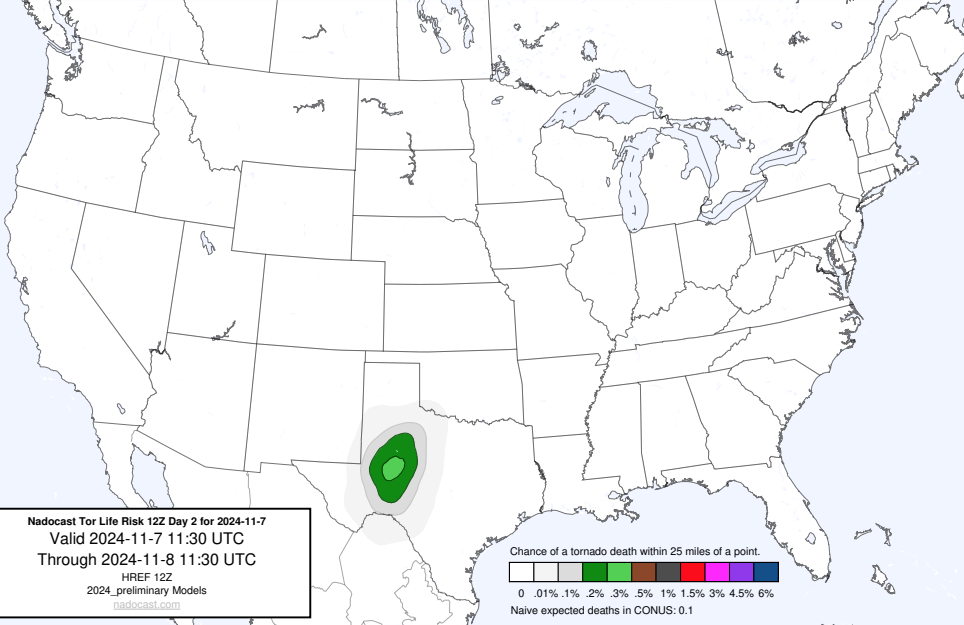 Nadocast Tor Life Risk 12Z Day 2 for 2024-11-7
Valid 2024-11-7 11:30 UTC
Through 2024-11-8 11:30 UTC
HREF 12Z
2024_preliminary Models
nadocast.com
Chance of a tornado death within 25 miles of a point.
0 .01% .1% .2% .3% .5% 1% 1.5% 3% 4.5% 6%
Naive expected deaths in CONUS: 0.1